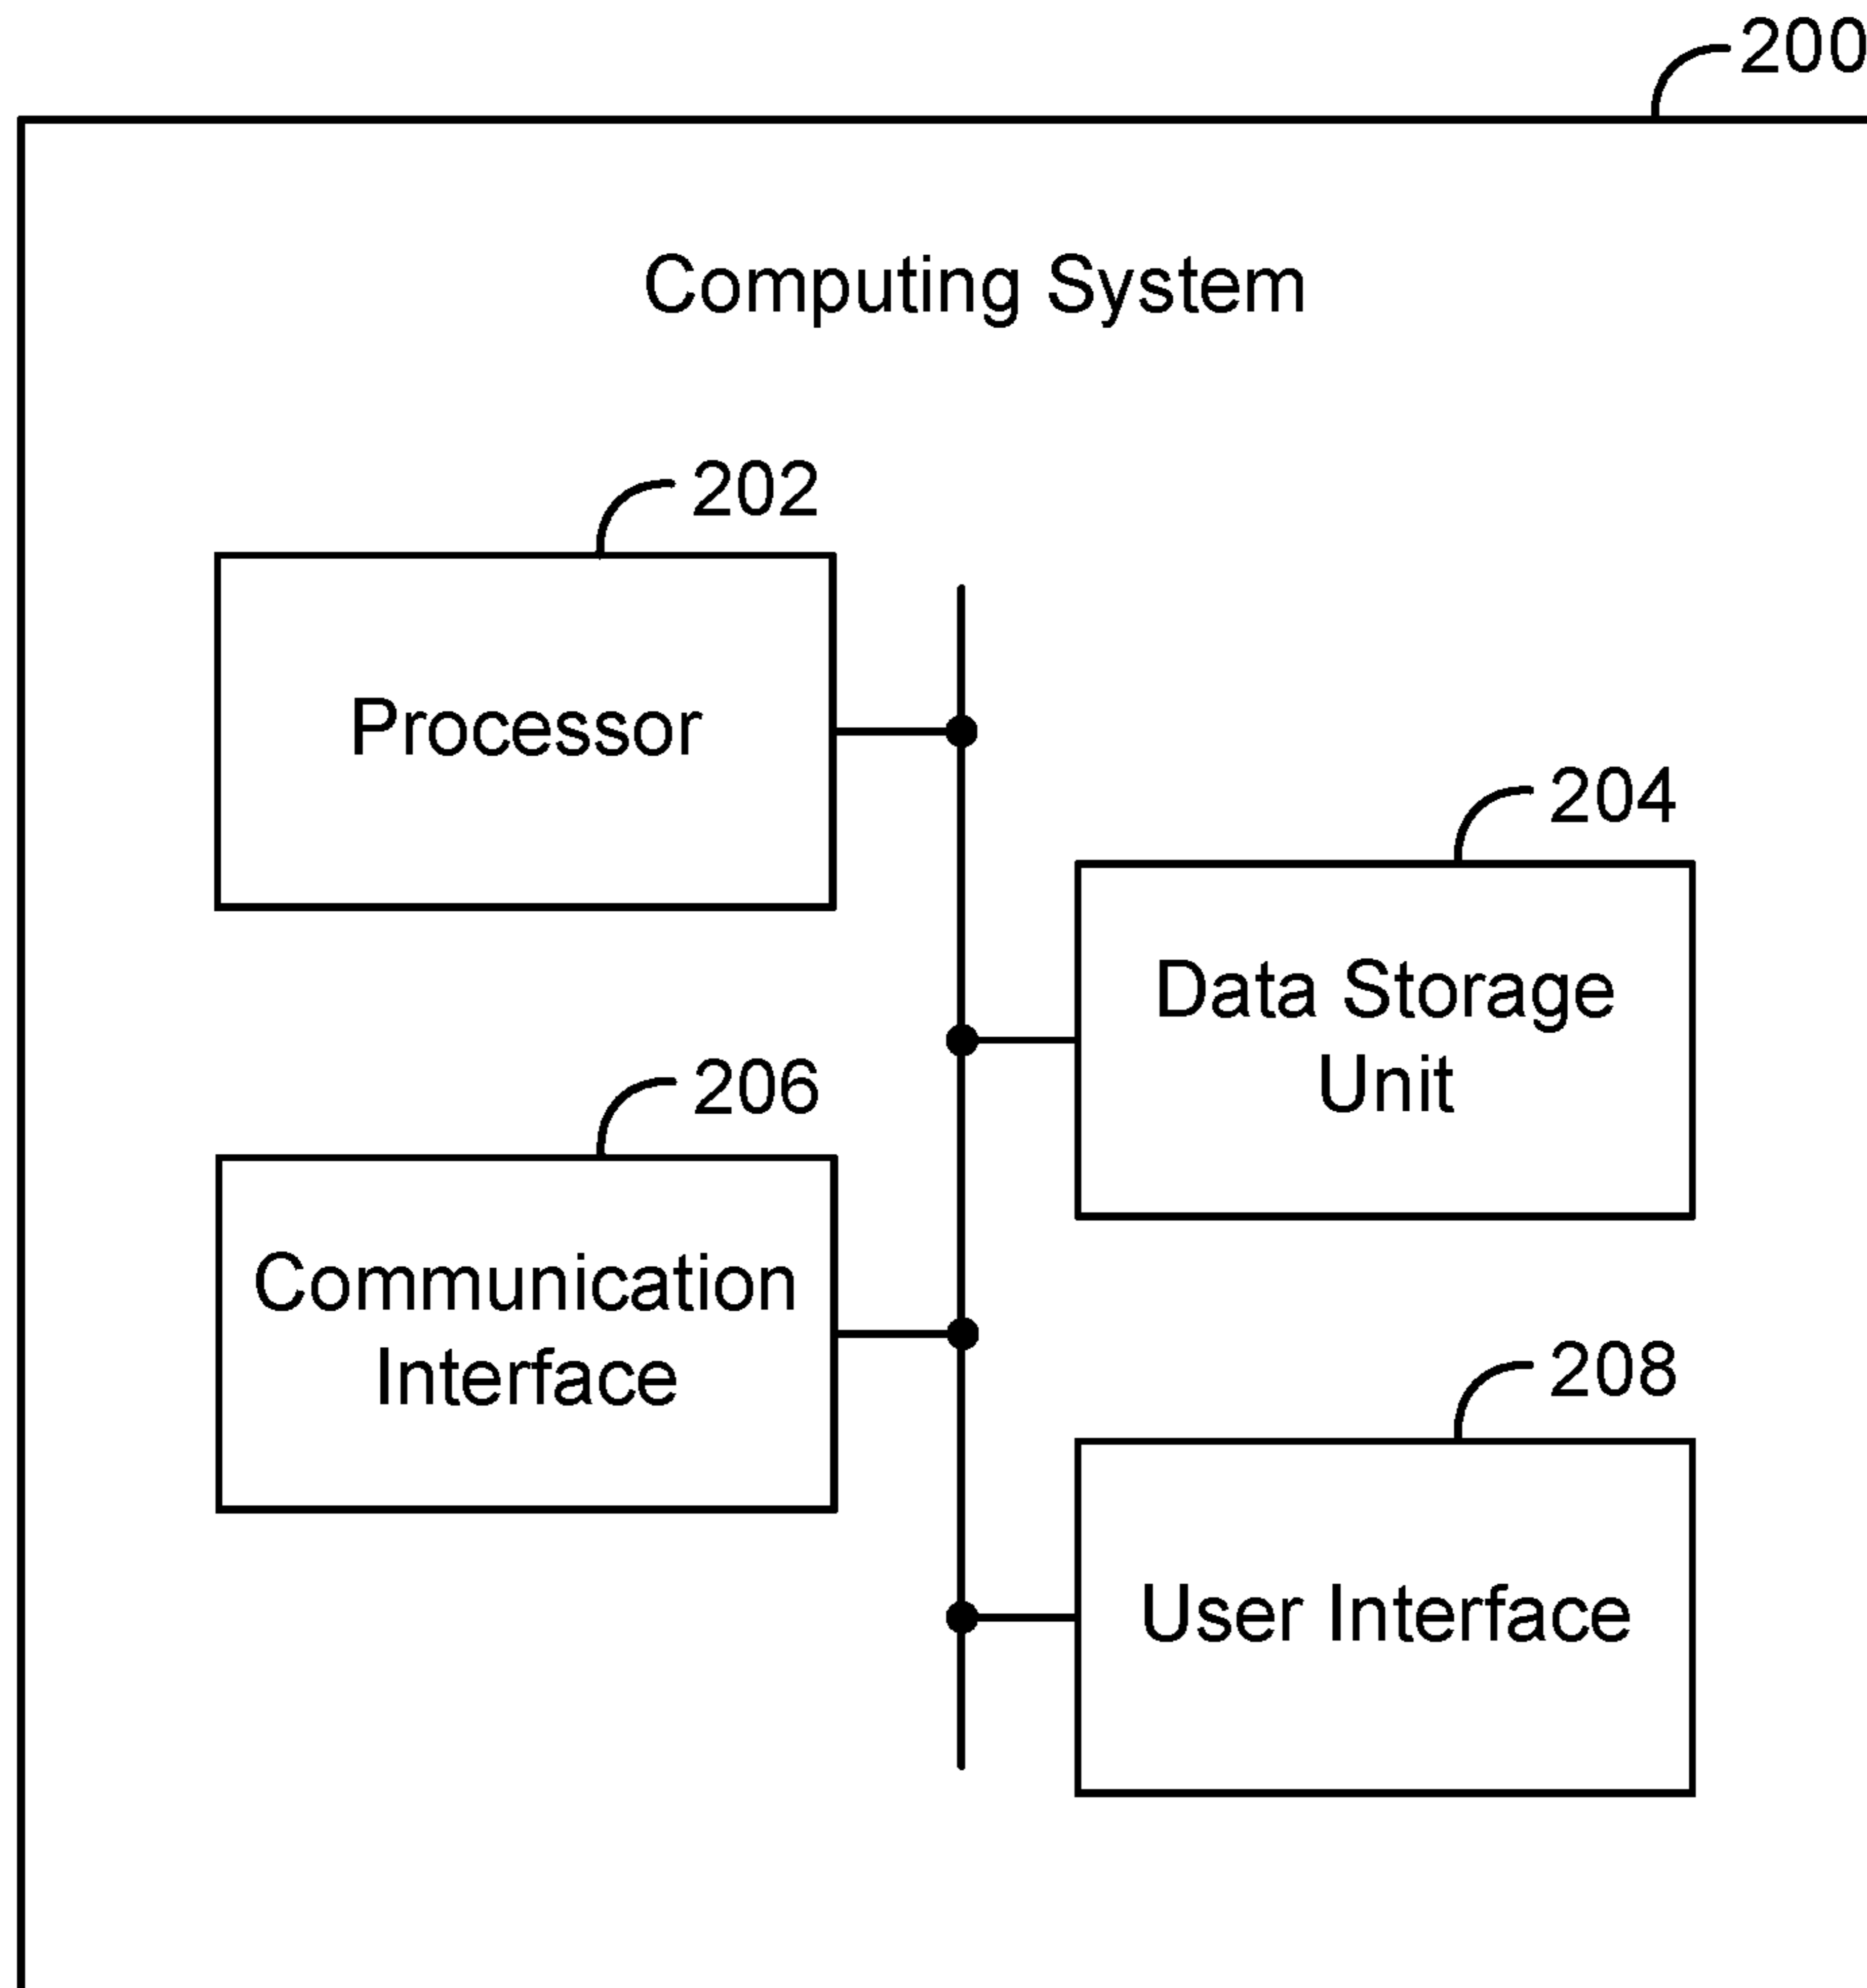 200
Computing System
202
Processor
204
Data Storage
Unit
206
Communication
Interface
208
User Interface